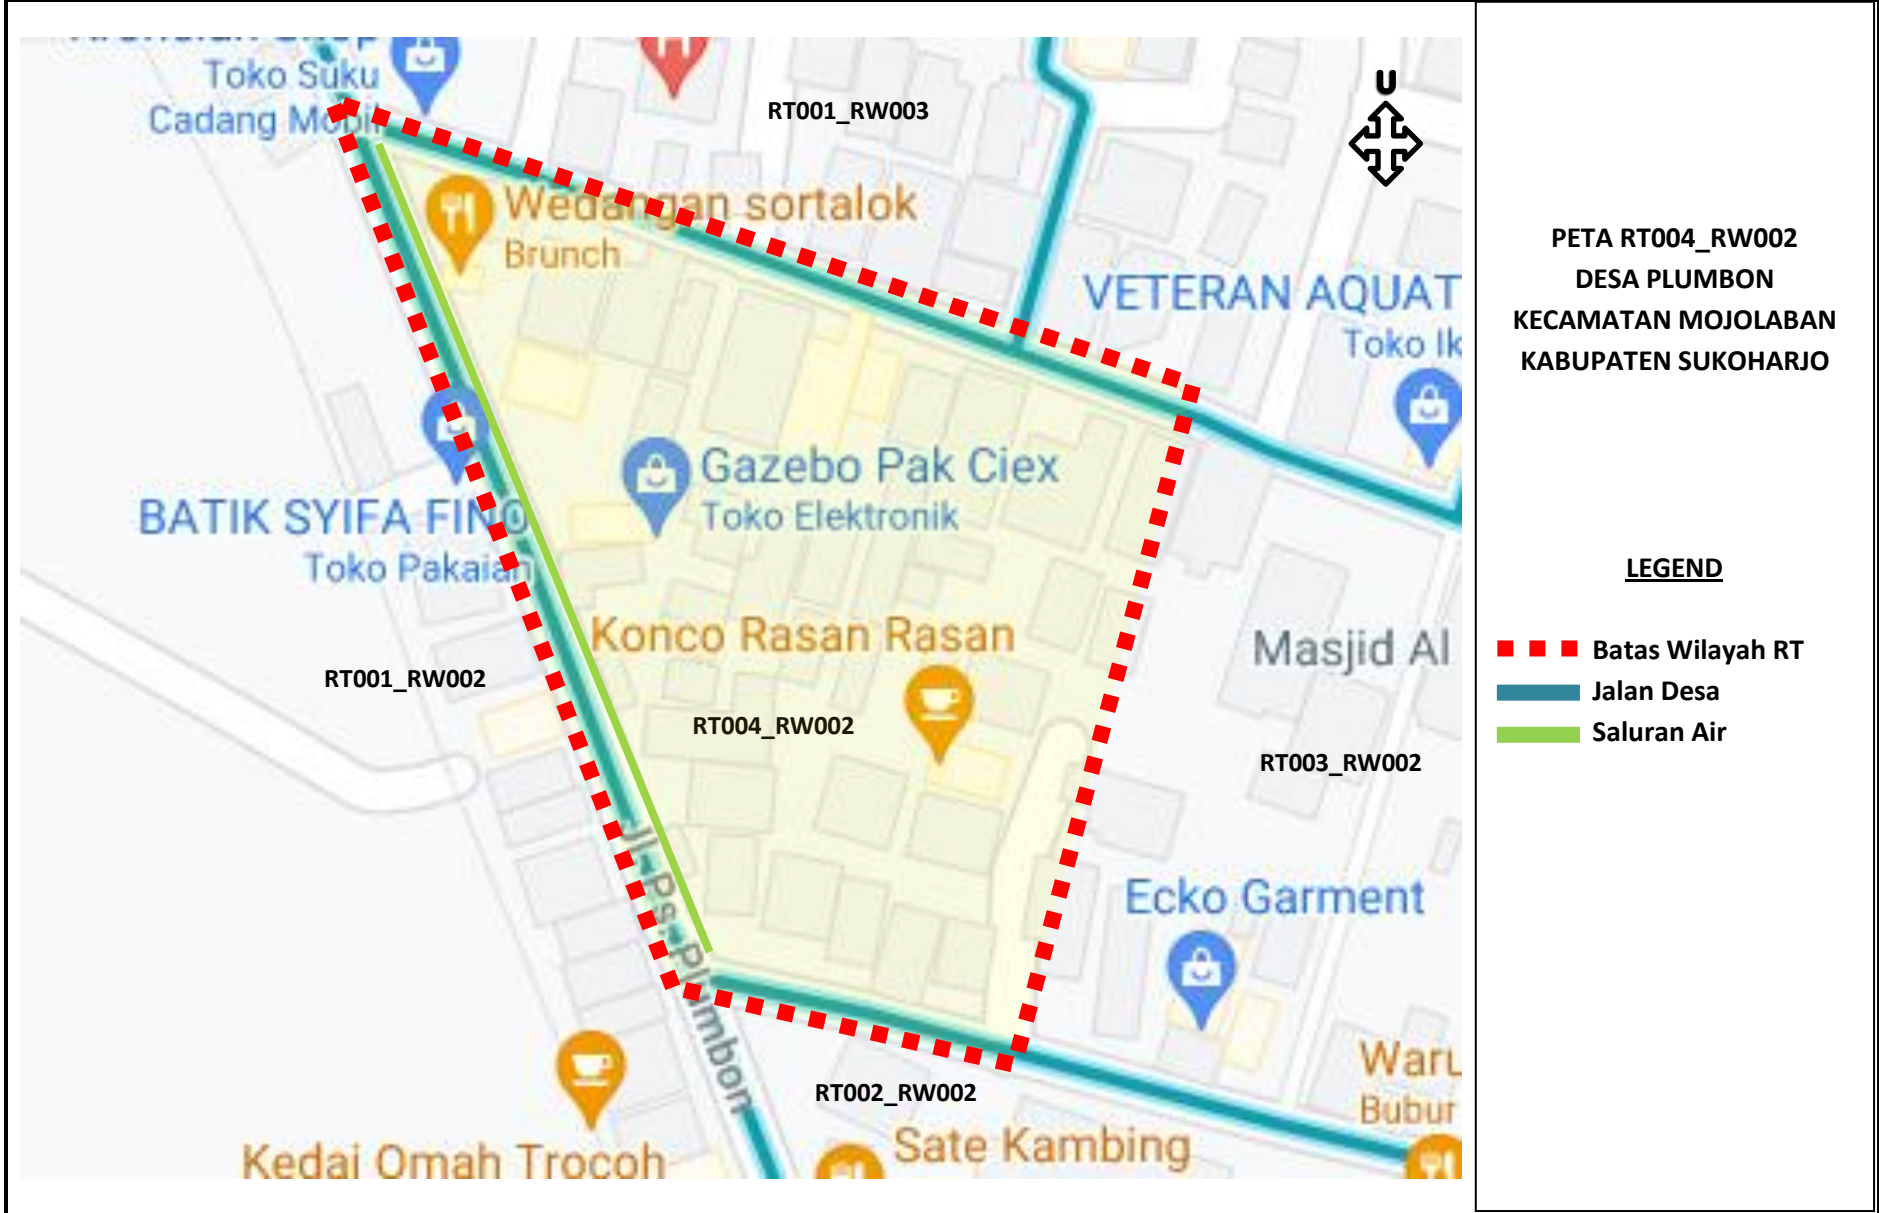 Toko Suku
Cadang Mobil
RT001_RW003
U
Wedangan sortalok
Brunch
VETERAN AQUAT
Toko Ik
Gazebo Pak Ciex
Toko Elektronik
BATIK SYIFA FINO
Toko Pakaian
Konco Rasan Rasan
Masjid Al
RT001_RW002
RT004_RW002
RT003_RW002
Jl. Ps. Plumbon
Ecko Garment
RT002_RW002
Waru
Bubur
Sate Kambing
Kedai Omah Trocoh
PETA RT004_RW002
DESA PLUMBON
KECAMATAN MOJOLABAN
KABUPATEN SUKOHARJO
LEGEND
Batas Wilayah RT
Jalan Desa
Saluran Air